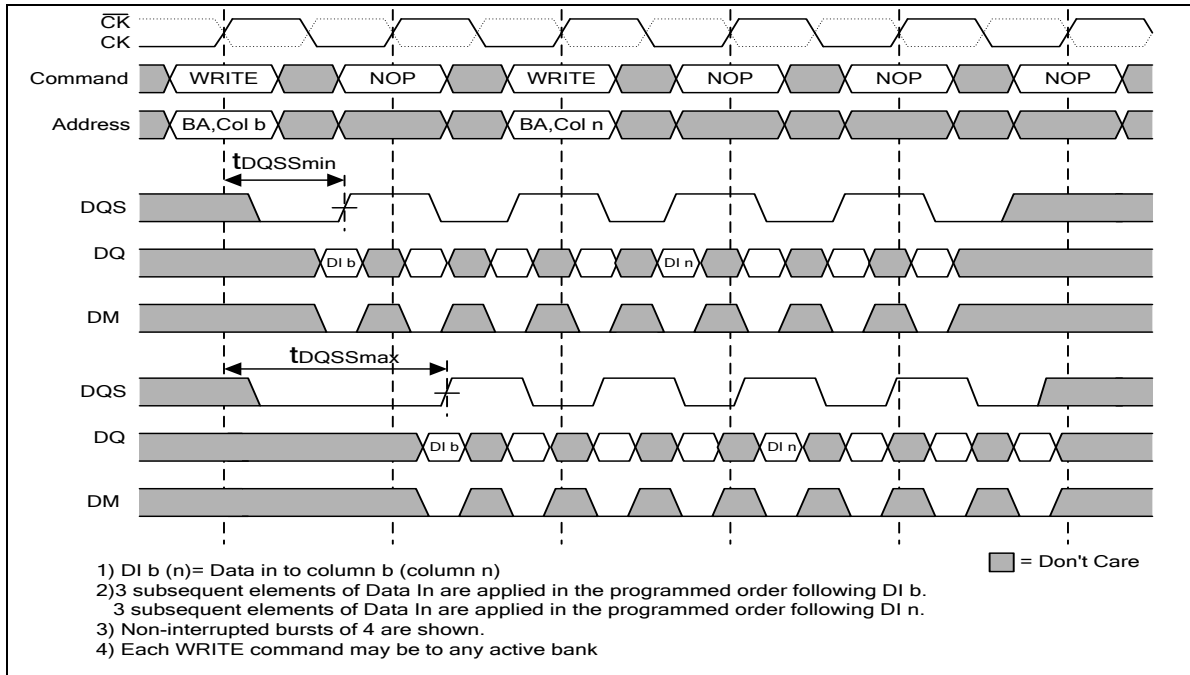 CK
CK
Command WRITE NOP WRITE NOP NOP NOP
Address BA,Col b BA,Col n
tDQSSmin
DQS
DQ DI b DI n
DM
tDQSSmax
DQS
DQ DI b DI n
DM
1) DI b (n)= Data in to column b (column n)
= Don't Care
2)3 subsequent elements of Data In are applied in the programmed order following DI b.
3 subsequent elements of Data In are applied in the programmed order following DI n.
3) Non-interrupted bursts of 4 are shown.
4) Each WRITE command may be to any active bank